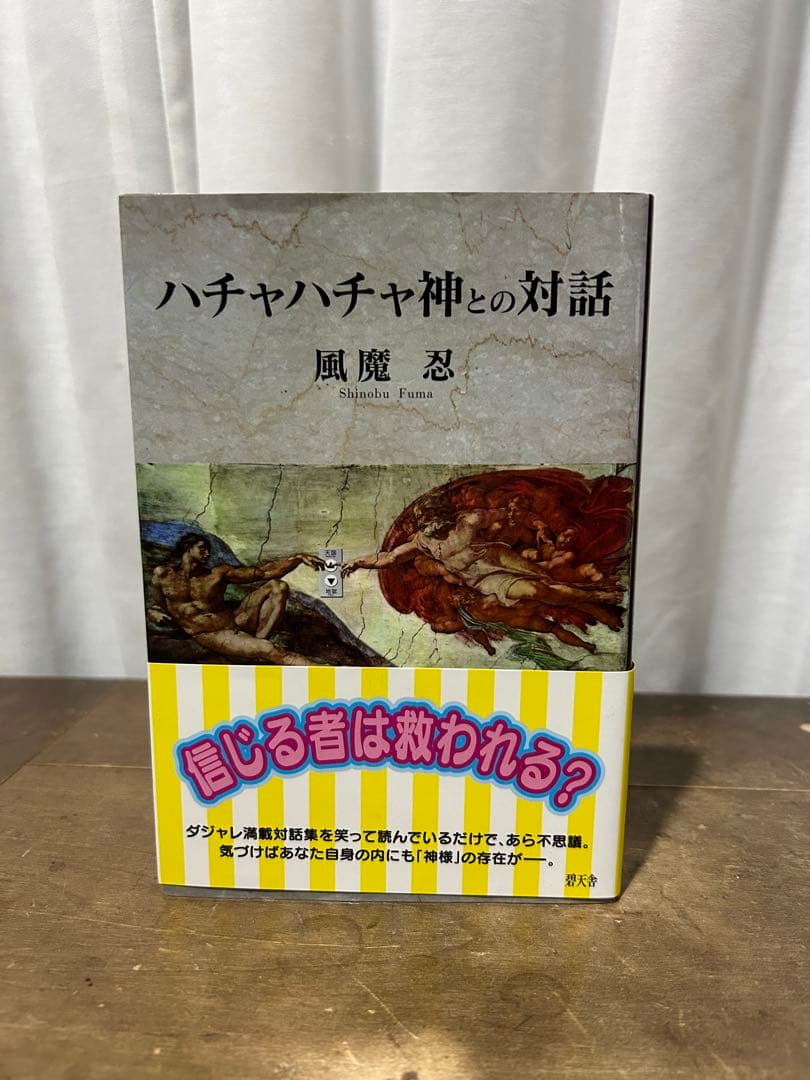 ハチャハチャ神との対話
風魔 忍
Shinobu Fuma
天国
地獄
信じる者は救われる?
ダジャレ満載対話集を笑って読んでいるだけで、あら不思議。
気づけばあなた自身の内にも「神様」の存在が──。
碧天舎